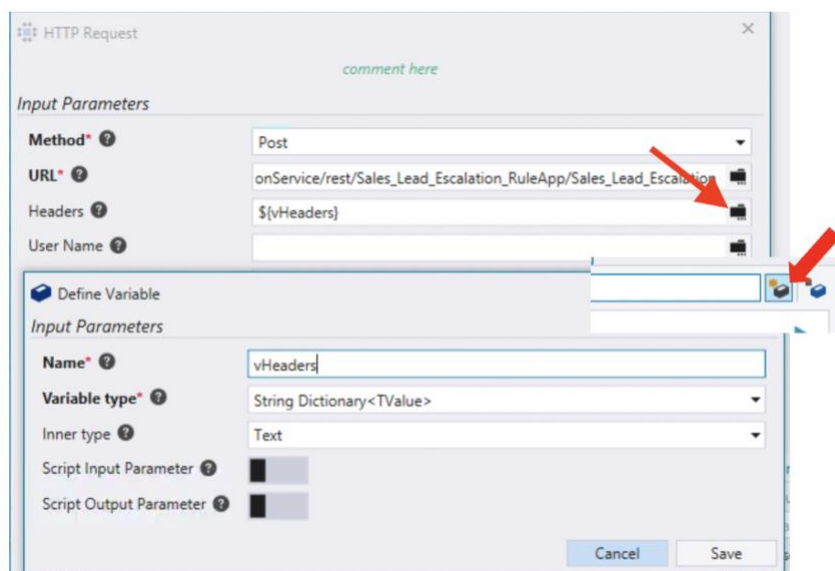 HTTP Request
comment here
Input Parameters
Method*
Post
URL*
onService/rest/Sales_Lead_Escalation_RuleApp/Sales_Lead_Escalation
Headers
${vHeaders}
User Name
Define Variable
Input Parameters
Name*
vHeaders
Variable type*
String Dictionary<TValue>
Inner type
Text
Script Input Parameter
Script Output Parameter
Cancel
Save